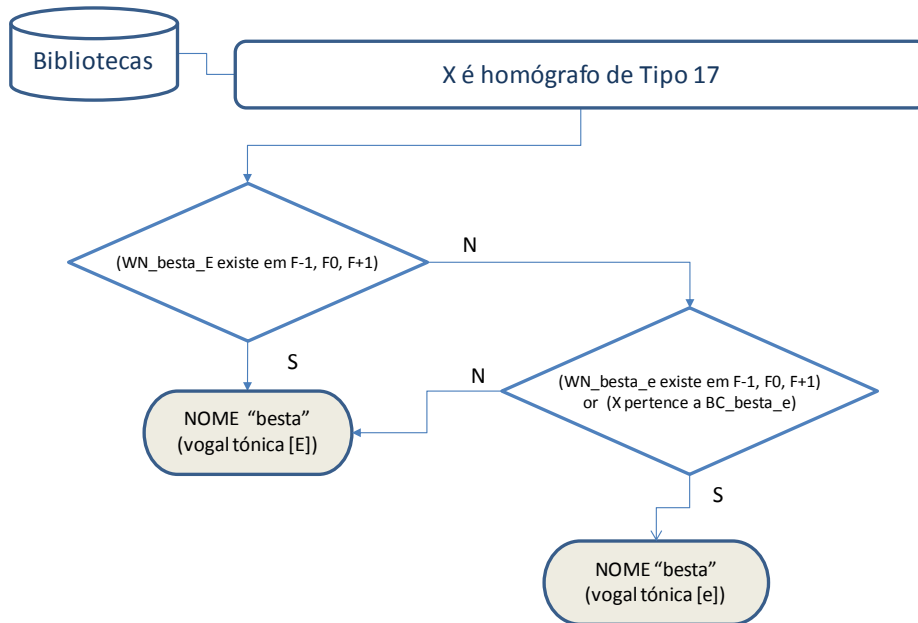 Bibliotecas
X é homógrafo de Tipo 17
(WN_besta_E existe em F-1, F0, F+1)
N
S
N
(WN_besta_e existe em F-1, F0, F+1)
or (X pertence a BC_besta_e)
NOME "besta"
(vogal tónica [E])
S
NOME "besta"
(vogal tónica [e])